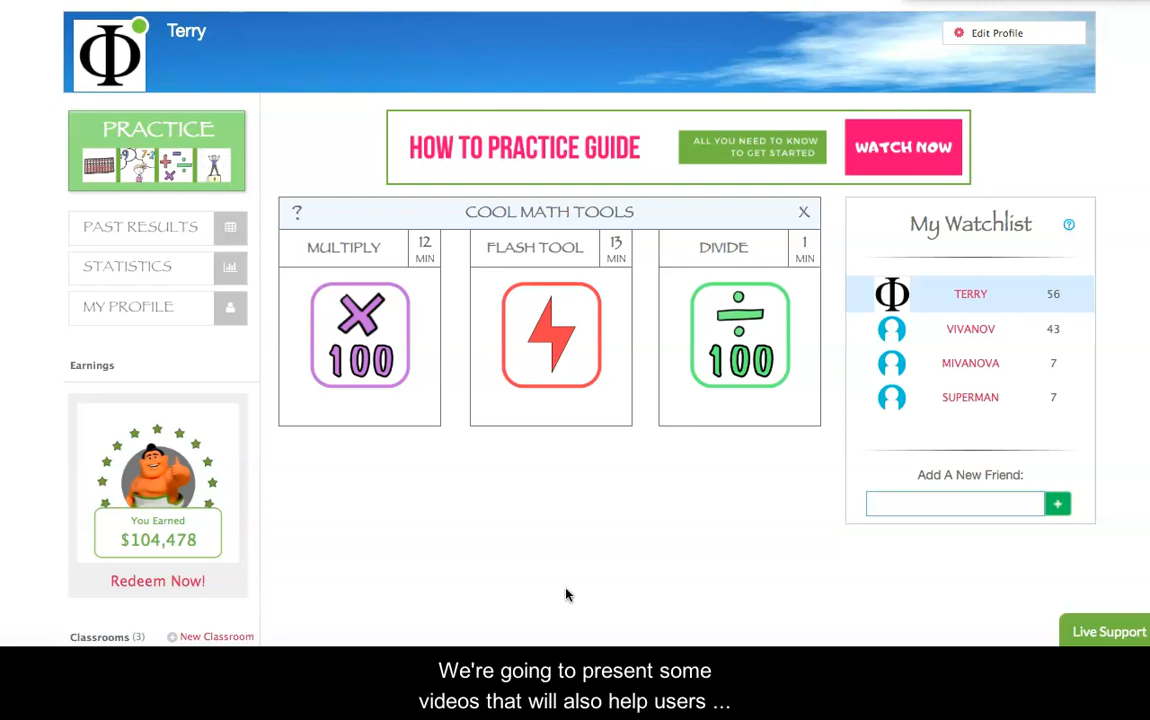 Φ
Terry
Edit Profile
PRACTICE
HOW TO PRACTICE GUIDE
ALL YOU NEED TO KNOW
TO GET STARTED
WATCH NOW
PAST RESULTS
STATISTICS
MY PROFILE
? COOL MATH TOOLS X
MULTIPLY 12 MIN
FLASH TOOL 13 MIN
DIVIDE 1 MIN
× 100
÷ 100
My Watchlist ?
Φ TERRY 56
VIVANOV 43
MIVANOVA 7
SUPERMAN 7
Add A New Friend:
+
Earnings
You Earned
$104,478
Redeem Now!
Classrooms (3) + New Classroom
Live Support
We're going to present some
videos that will also help users ...